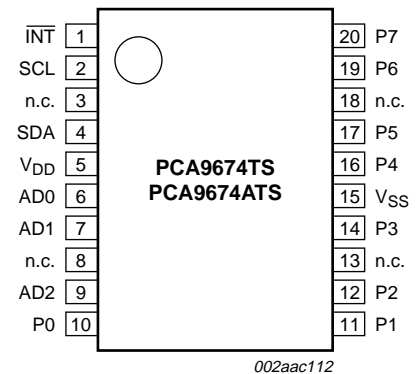 INT 1 20 P7
SCL 2 19 P6
n.c. 3 18 n.c.
SDA 4 17 P5
VDD 5 PCA9674TS 16 P4
AD0 6 PCA9674ATS 15 VSS
AD1 7 14 P3
n.c. 8 13 n.c.
AD2 9 12 P2
P0 10 11 P1
002aac112